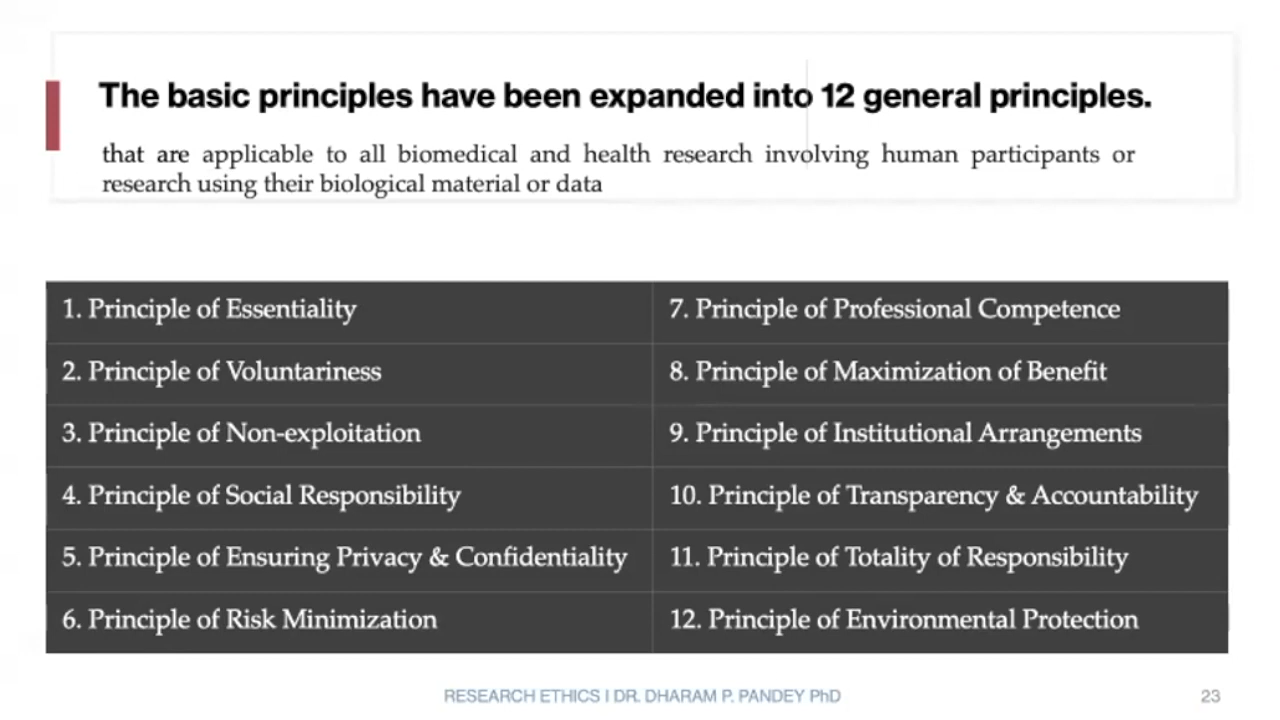 The basic principles have been expanded into 12 general principles.
that are applicable to all biomedical and health research involving human participants or
research using their biological material or data
1. Principle of Essentiality
2. Principle of Voluntariness
3. Principle of Non-exploitation
4. Principle of Social Responsibility
5. Principle of Ensuring Privacy & Confidentiality
6. Principle of Risk Minimization
7. Principle of Professional Competence
8. Principle of Maximization of Benefit
9. Principle of Institutional Arrangements
10. Principle of Transparency & Accountability
11. Principle of Totality of Responsibility
12. Principle of Environmental Protection
RESEARCH ETHICS I DR. DHARAM P. PANDEY PhD
23